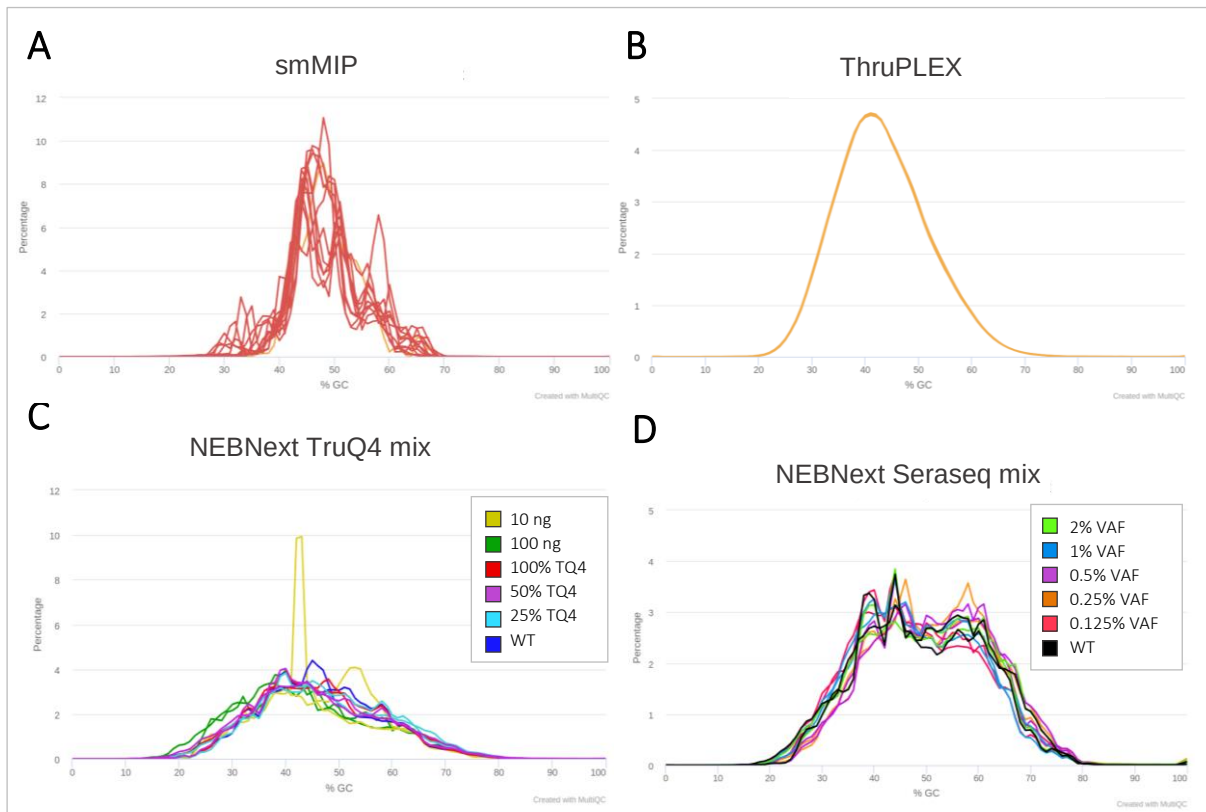 A
smMIP
12
10
8
6
4
2
0
Percentage
0 10 20 30 40 50 60 70 80 90 100
% GC
Created with MultiQC
B
ThruPLEX
5
4
3
2
1
0
Percentage
0 10 20 30 40 50 60 70 80 90 100
% GC
Created with MultiQC
C
NEBNext TruQ4 mix
12
10
8
6
4
2
0
Percentage
10 ng
100 ng
100% TQ4
50% TQ4
25% TQ4
WT
0 10 20 30 40 50 60 70 80 90 100
% GC
Created with MultiQC
D
NEBNext Seraseq mix
5
4
3
2
1
0
Percentage
2% VAF
1% VAF
0.5% VAF
0.25% VAF
0.125% VAF
WT
0 10 20 30 40 50 60 70 80 90 100
% GC
Created with MultiQC